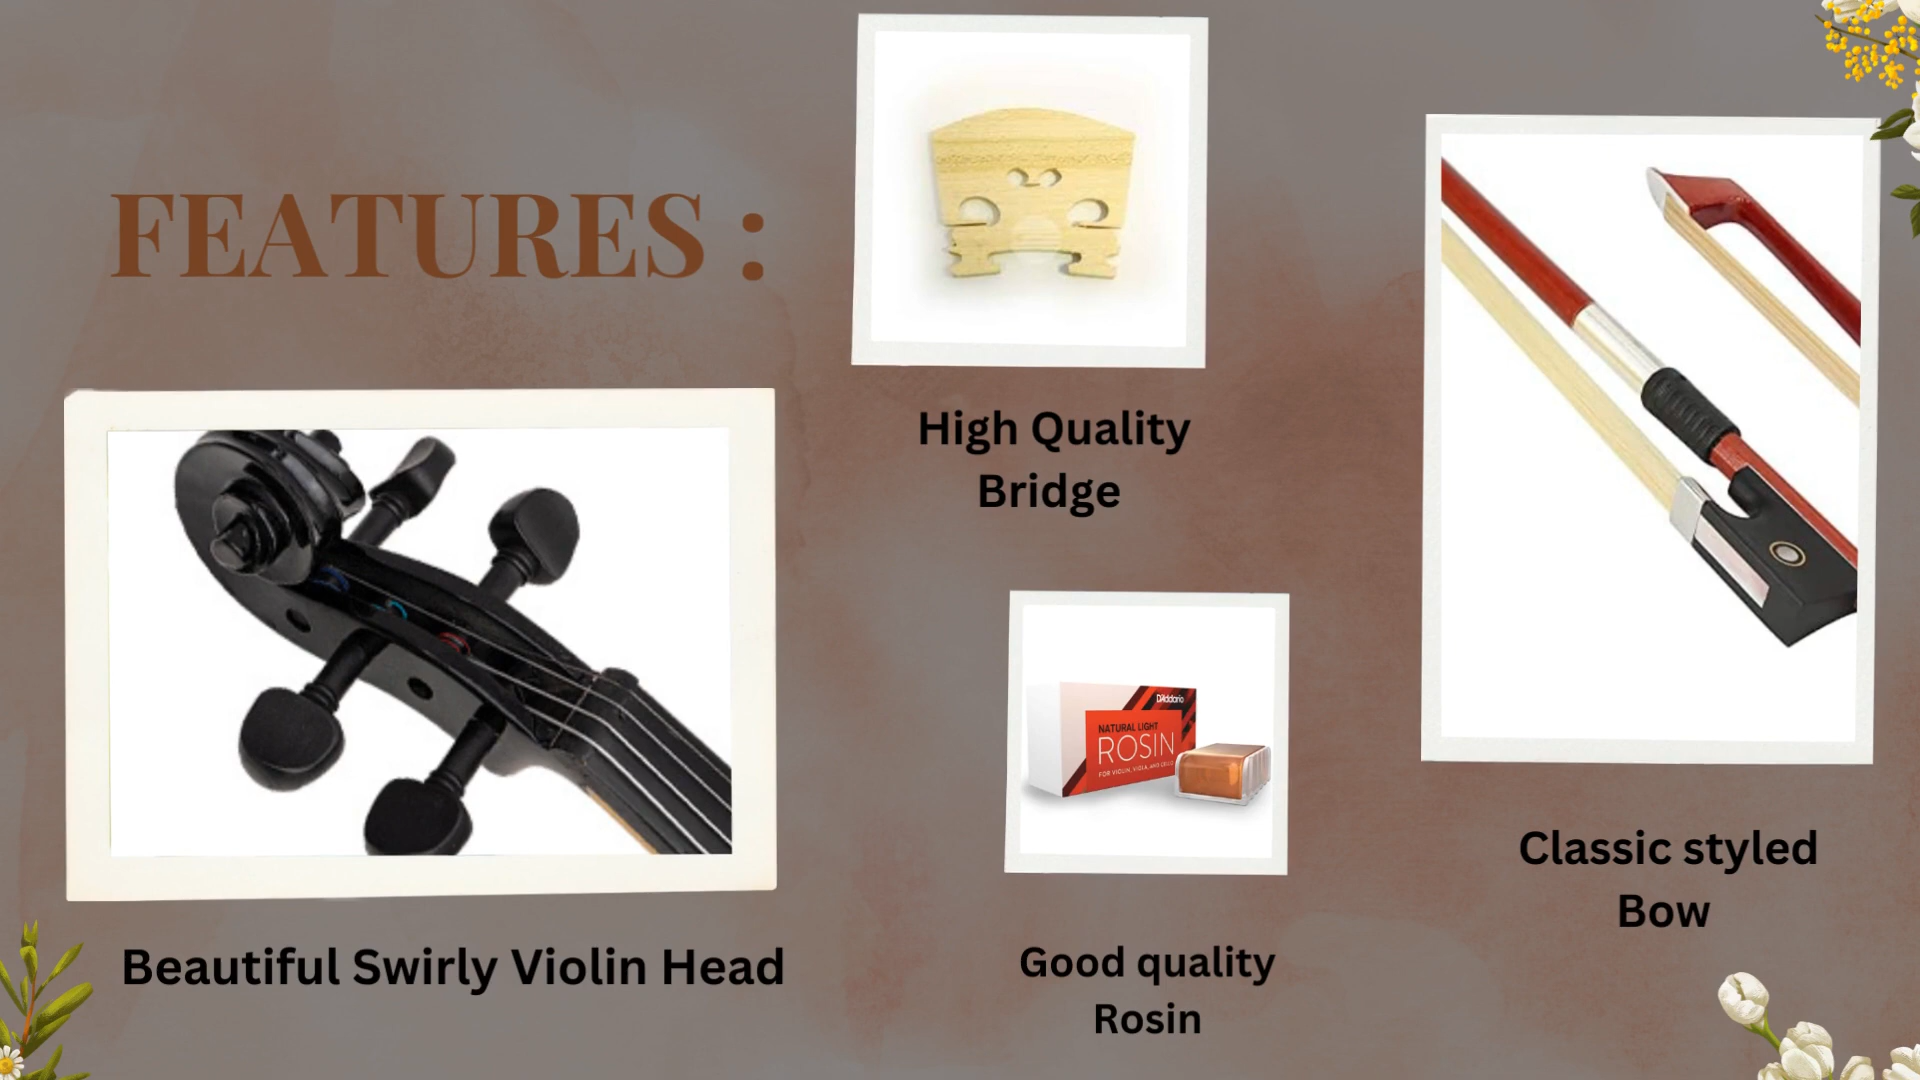 FEATURES :
High Quality
Bridge
Beautiful Swirly Violin Head
D'Addario
NATURAL LIGHT
ROSIN
FOR VIOLIN, VIOLA, AND CELLO
Good quality
Rosin
Classic styled
Bow